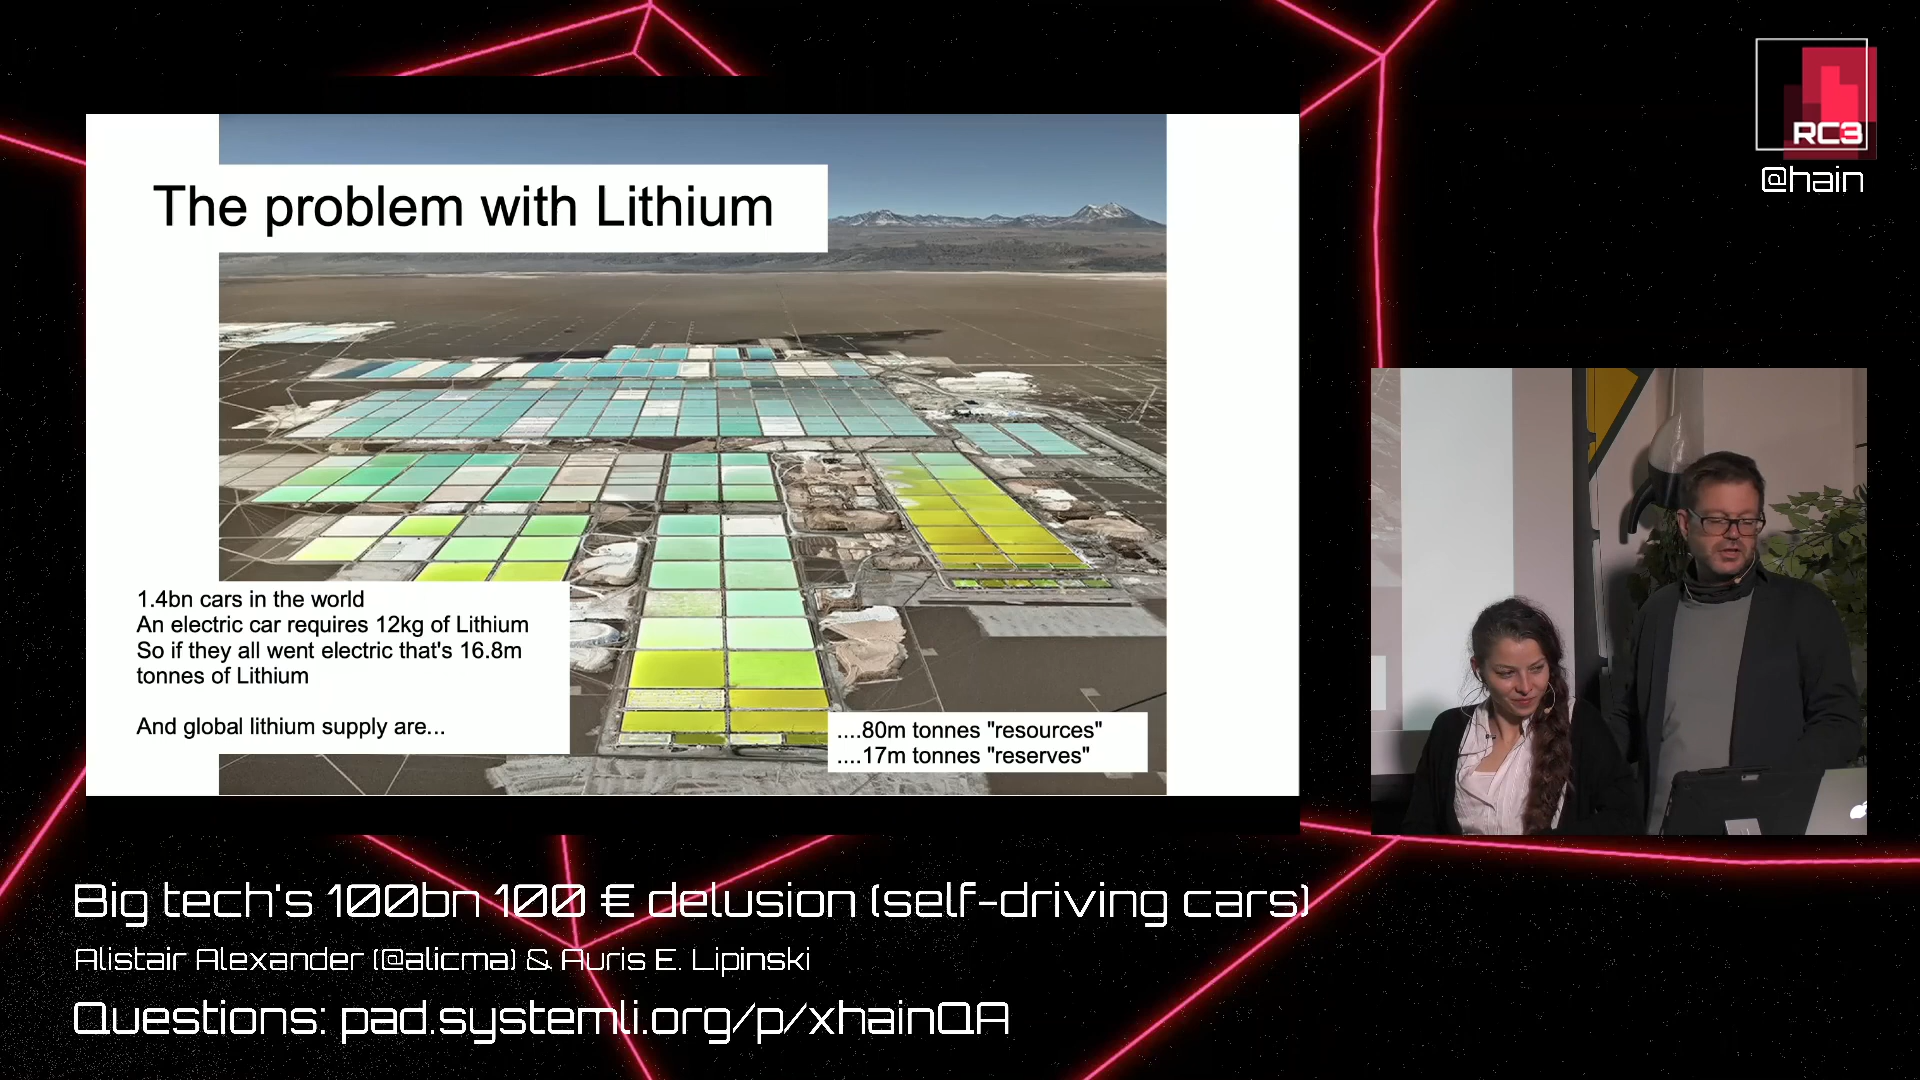 RC3
@hain
The problem with Lithium
1.4bn cars in the world
An electric car requires 12kg of Lithium
So if they all went electric that's 16.8m
tonnes of Lithium
And global lithium supply are...
....80m tonnes "resources"
....17m tonnes "reserves"
Big tech's 100bn 100 € delusion (self-driving cars)
Alistair Alexander (@alicma) & Auris E. Lipinski
Questions: pad.systemli.org/p/xhainQA